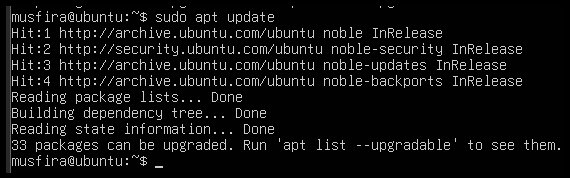 musfira@ubuntu:~$ sudo apt update
Hit:1 http://archive.ubuntu.com/ubuntu noble InRelease
Hit:2 http://security.ubuntu.com/ubuntu noble-security InRelease
Hit:3 http://archive.ubuntu.com/ubuntu noble-updates InRelease
Hit:4 http://archive.ubuntu.com/ubuntu noble-backports InRelease
Reading package lists... Done
Building dependency tree... Done
Reading state information... Done
33 packages can be upgraded. Run 'apt list --upgradable' to see them.
musfira@ubuntu:~$ _